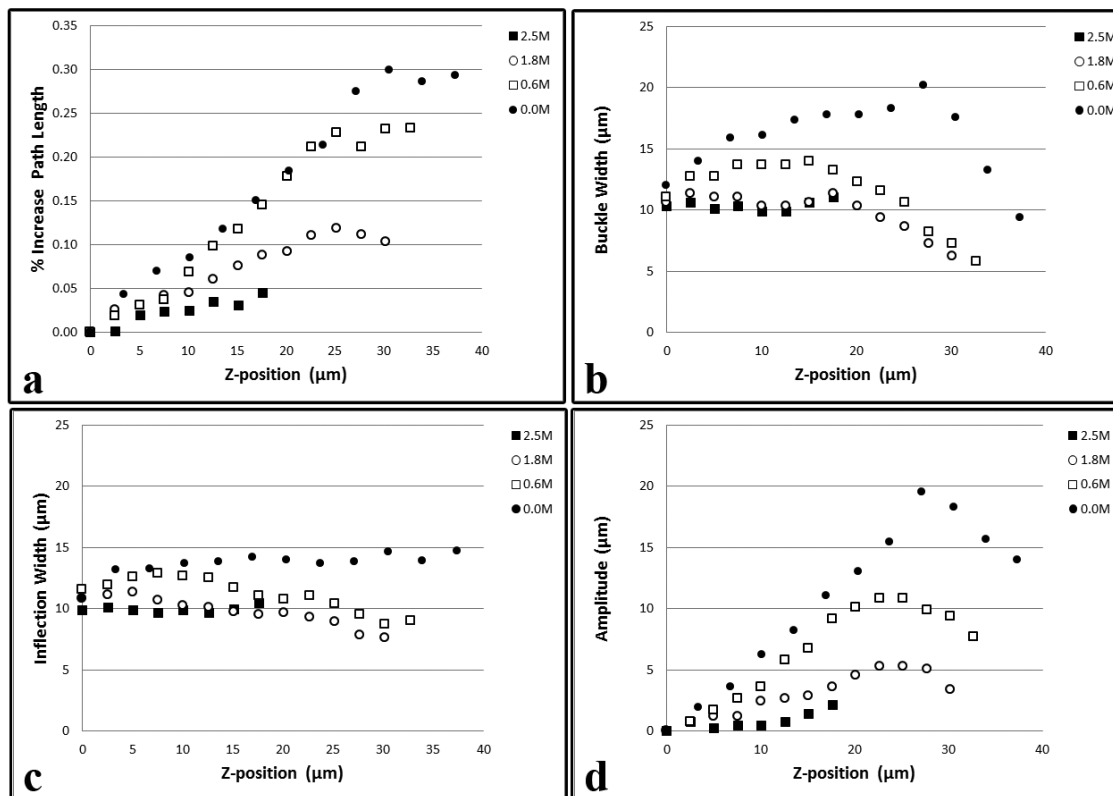 0.35
0.30
0.25
0.20
0.15
0.10
0.05
0.00
% Increase Path Length
0 5 10 15 20 25 30 35 40
Z-position (µm)
2.5M
1.8M
0.6M
0.0M
a
25
20
15
10
5
0
Buckle Width (µm)
0 10 20 30 40
Z-position (µm)
2.5M
1.8M
0.6M
0.0M
b
25
20
15
10
5
0
Inflection Width (µm)
0 5 10 15 20 25 30 35 40
Z-position (µm)
2.5M
1.8M
0.6M
0.0M
c
25
20
15
10
5
0
Amplitude (µm)
0 10 20 30 40
Z-position (µm)
2.5M
1.8M
0.6M
0.0M
d